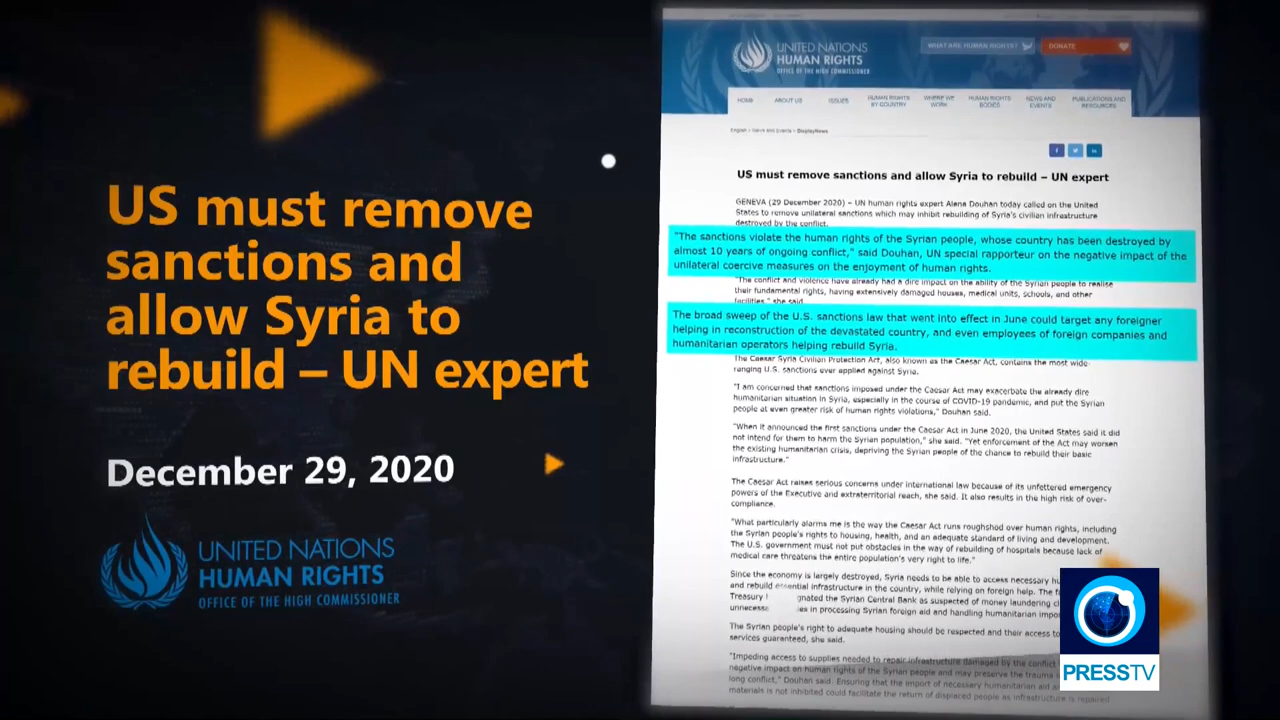 US must remove
sanctions and
allow Syria to
rebuild – UN expert
December 29, 2020
UNITED NATIONS
HUMAN RIGHTS
OFFICE OF THE HIGH COMMISSIONER
UNITED NATIONS
HUMAN RIGHTS
OFFICE OF THE HIGH COMMISSIONER
WHAT ARE HUMAN RIGHTS?
DONATE
HOME ABOUT US ISSUES HUMAN RIGHTS BY COUNTRY WHERE WE WORK HUMAN RIGHTS BODIES NEWS AND EVENTS PUBLICATIONS AND RESOURCES
English > News and Events > DisplayNews
US must remove sanctions and allow Syria to rebuild – UN expert
GENEVA (29 December 2020) – UN human rights expert Alena Douhan today called on the United
States to remove unilateral sanctions which may inhibit rebuilding of Syria's civilian infrastructure
destroyed by the conflict.
"The sanctions violate the human rights of the Syrian people, whose country has been destroyed by
almost 10 years of ongoing conflict," said Douhan, UN special rapporteur on the negative impact of the
unilateral coercive measures on the enjoyment of human rights.
"The conflict and violence have already had a dire impact on the ability of the Syrian people to realise
their fundamental rights, having extensively damaged houses, medical units, schools, and other
facilities," she said.
The broad sweep of the U.S. sanctions law that went into effect in June could target any foreigner
helping in reconstruction of the devastated country, and even employees of foreign companies and
humanitarian operators helping rebuild Syria.
The Caesar Syria Civilian Protection Act, also known as the Caesar Act, contains the most wide-
ranging U.S. sanctions ever applied against Syria.
"I am concerned that sanctions imposed under the Caesar Act may exacerbate the already dire
humanitarian situation in Syria, especially in the course of COVID-19 pandemic, and put the Syrian
people at even greater risk of human rights violations," Douhan said.
"When it announced the first sanctions under the Caesar Act in June 2020, the United States said it did
not intend for them to harm the Syrian population," she said. "Yet enforcement of the Act may worsen
the existing humanitarian crisis, depriving the Syrian people of the chance to rebuild their basic
infrastructure."
The Caesar Act raises serious concerns under international law because of its unfettered emergency
powers of the Executive and extraterritorial reach, she said. It also results in the high risk of over-
compliance.
"What particularly alarms me is the way the Caesar Act runs roughshod over human rights, including
the Syrian people's rights to housing, health, and an adequate standard of living and development.
The U.S. government must not put obstacles in the way of rebuilding of hospitals because lack of
medical care threatens the entire population's very right to life."
Since the economy is largely destroyed, Syria needs to be able to access necessary hu
and rebuild essential infrastructure in the country, while relying on foreign help. The f
Treasury gnated the Syrian Central Bank as suspected of money laundering cl
unnecess es in processing Syrian foreign aid and handling humanitarian impo
The Syrian people's right to adequate housing should be respected and their access to
services guaranteed, she said.
"Impeding access to supplies needed to repair infrastructure damaged by the conflict
negative impact on human rights of the Syrian people and may preserve the trauma
long conflict," Douhan said. Ensuring that the import of necessary humanitarian aid a
materials is not inhibited could facilitate the return of displaced people as infrastructure is repaired
PRESSTV